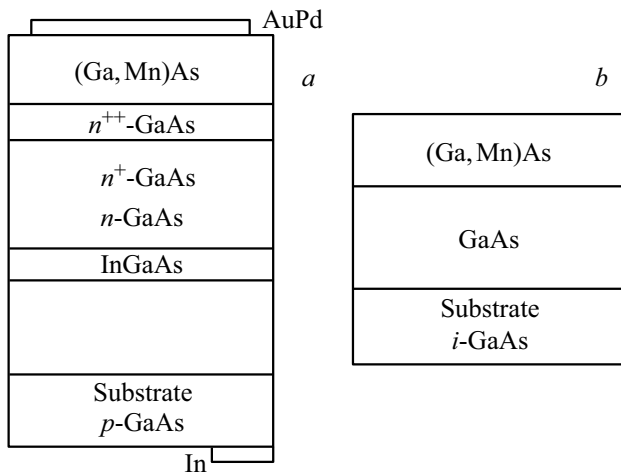 AuPd
(Ga, Mn)As
a
n⁺⁺-GaAs
n⁺-GaAs
n-GaAs
InGaAs
Substrate
p-GaAs
In
b
(Ga, Mn)As
GaAs
Substrate
i-GaAs